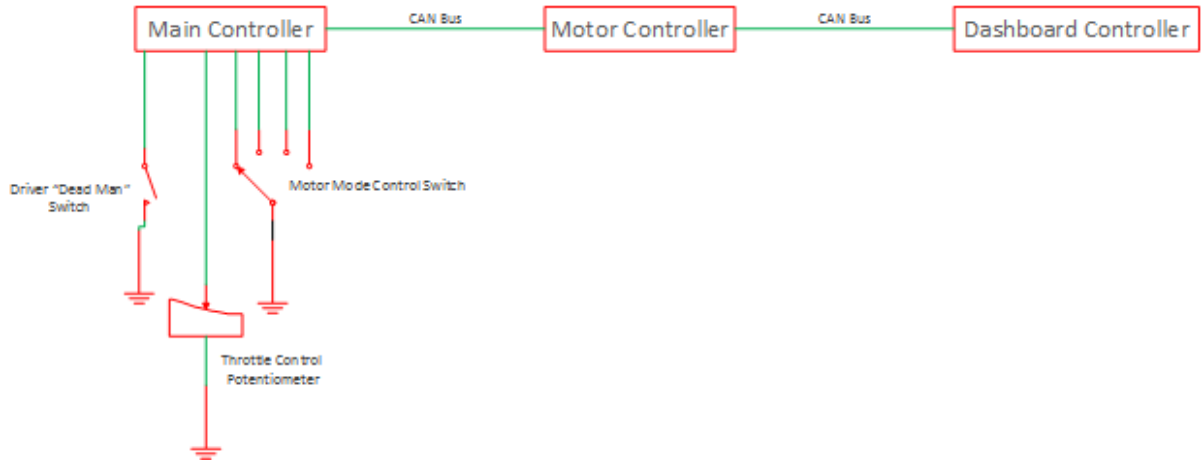 Main Controller
CAN Bus
Motor Controller
CAN Bus
Dashboard Controller
Driver "Dead Man"
Switch
Motor Mode Control Switch
Throttle Control
Potentiometer